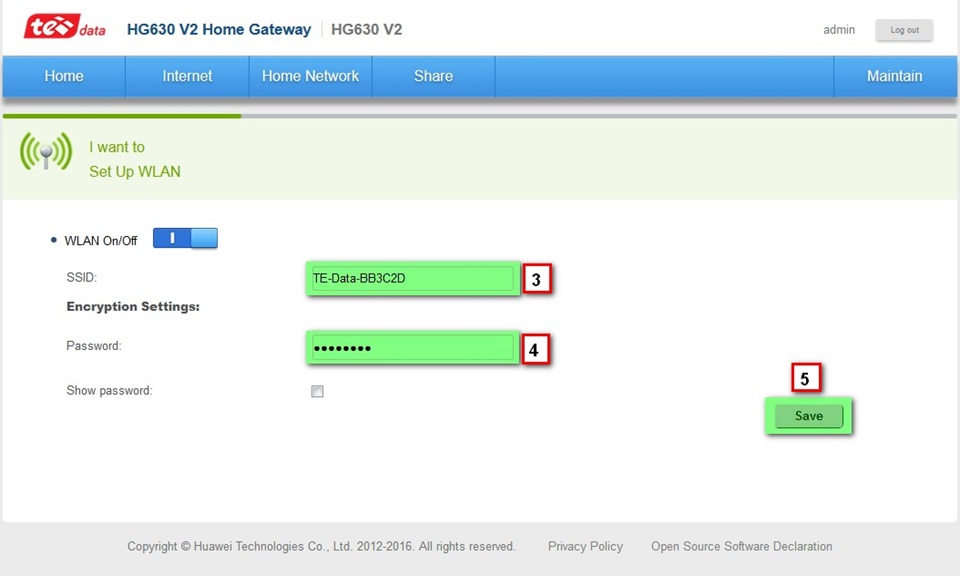 tedata HG630 V2 Home Gateway HG630 V2 admin Log out
Home Internet Home Network Share Maintain
I want to
Set Up WLAN
WLAN On/Off
SSID: TE-Data-BB3C2D 3
Encryption Settings:
Password: •••••••• 4
Show password:
5
Save
Copyright © Huawei Technologies Co., Ltd. 2012-2016. All rights reserved. Privacy Policy Open Source Software Declaration